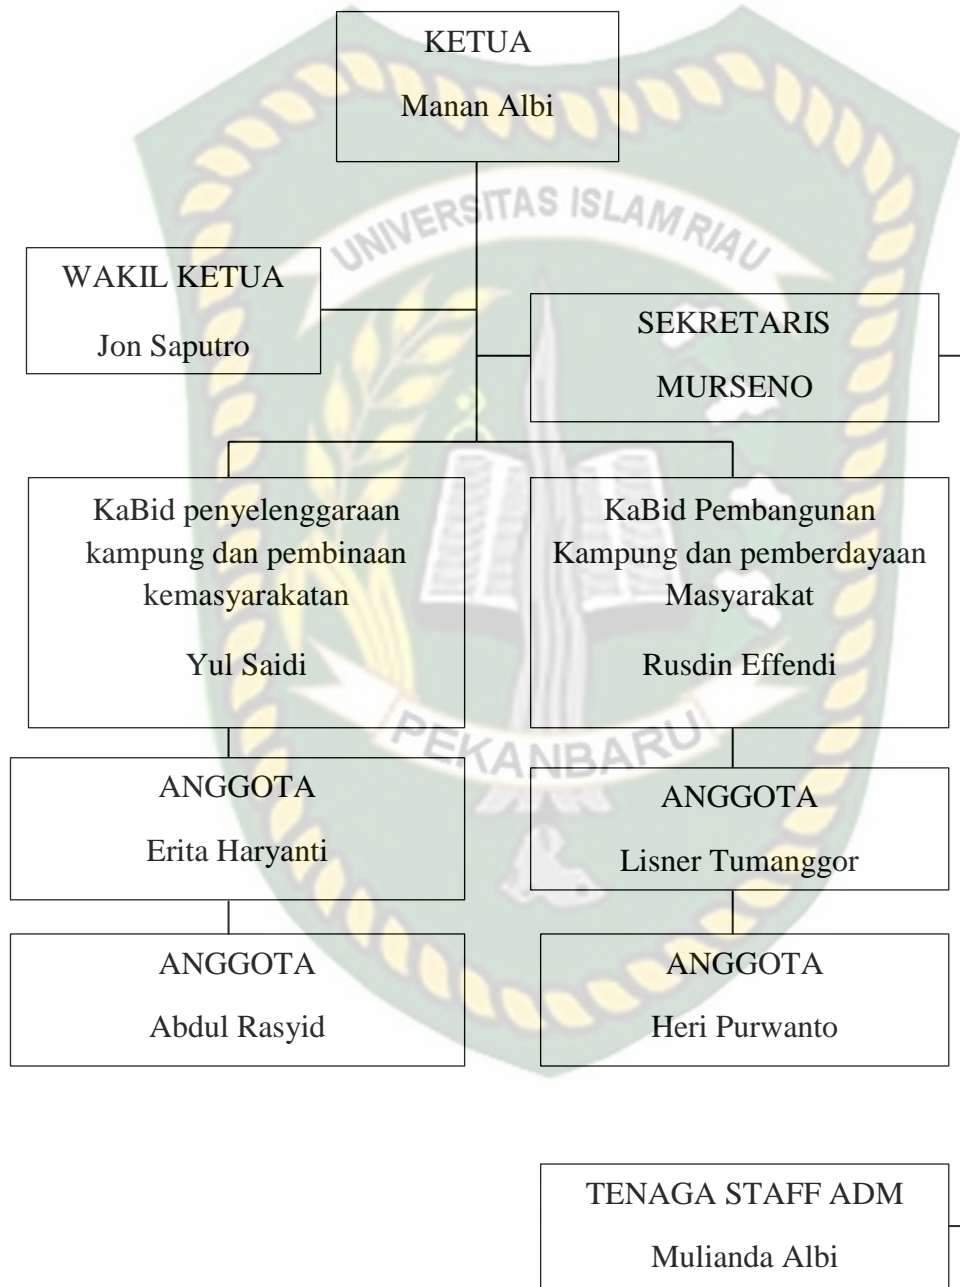 KETUA
Manan Albi
UNIVERSITAS ISLAM RIAU
WAKIL KETUA
Jon Saputro
SEKRETARIS
MURSENO
KaBid penyelenggaraan
kampung dan pembinaan
kemasyarakatan
Yul Saidi
KaBid Pembangunan
Kampung dan pemberdayaan
Masyarakat
Rusdin Effendi
PEKANBARU
ANGGOTA
Erita Haryanti
ANGGOTA
Lisner Tumanggor
ANGGOTA
Abdul Rasyid
ANGGOTA
Heri Purwanto
TENAGA STAFF ADM
Mulianda Albi